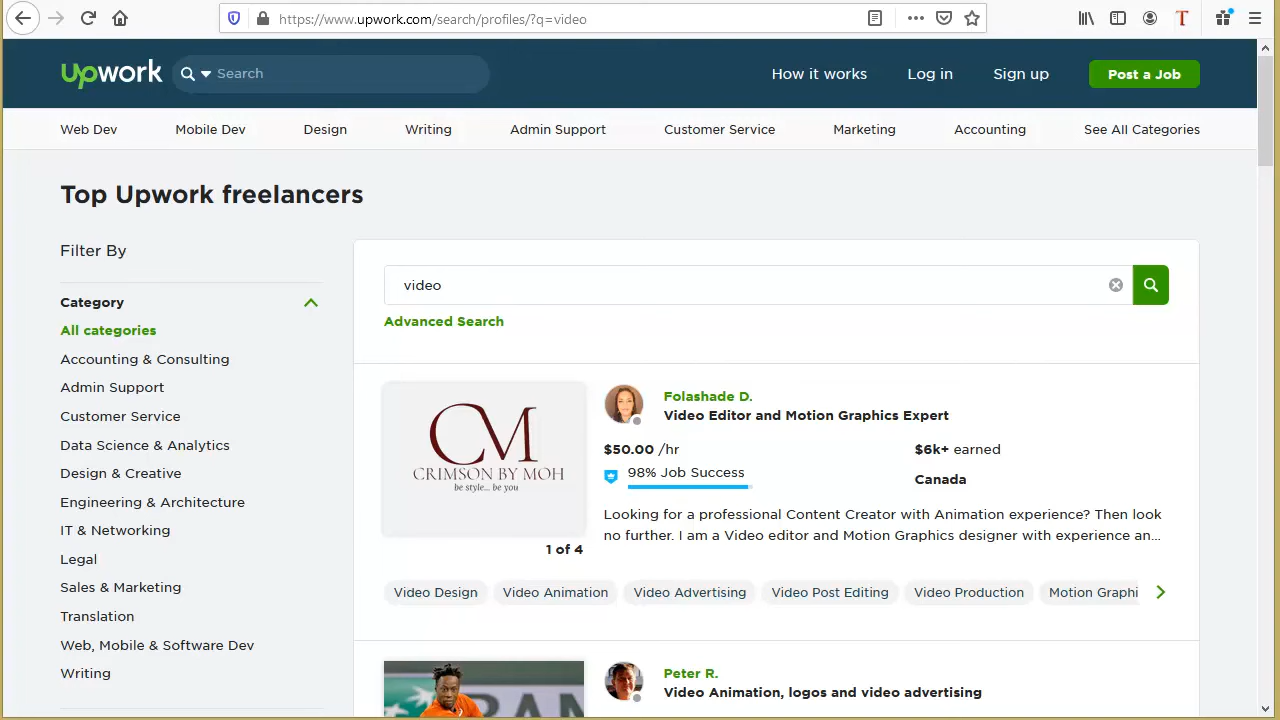 https://www.upwork.com/search/profiles/?q=video
upwork
Search
How it works
Log in
Sign up
Post a Job
Web Dev
Mobile Dev
Design
Writing
Admin Support
Customer Service
Marketing
Accounting
See All Categories
Top Upwork freelancers
Filter By
Category
All categories
Accounting & Consulting
Admin Support
Customer Service
Data Science & Analytics
Design & Creative
Engineering & Architecture
IT & Networking
Legal
Sales & Marketing
Translation
Web, Mobile & Software Dev
Writing
video
Advanced Search
CM
CRIMSON BY MOH
be style... be you
1 of 4
Folashade D.
Video Editor and Motion Graphics Expert
$50.00 /hr
$6k+ earned
98% Job Success
Canada
Looking for a professional Content Creator with Animation experience? Then look
no further. I am a Video editor and Motion Graphics designer with experience an...
Video Design
Video Animation
Video Advertising
Video Post Editing
Video Production
Motion Graphi
Peter R.
Video Animation, logos and video advertising